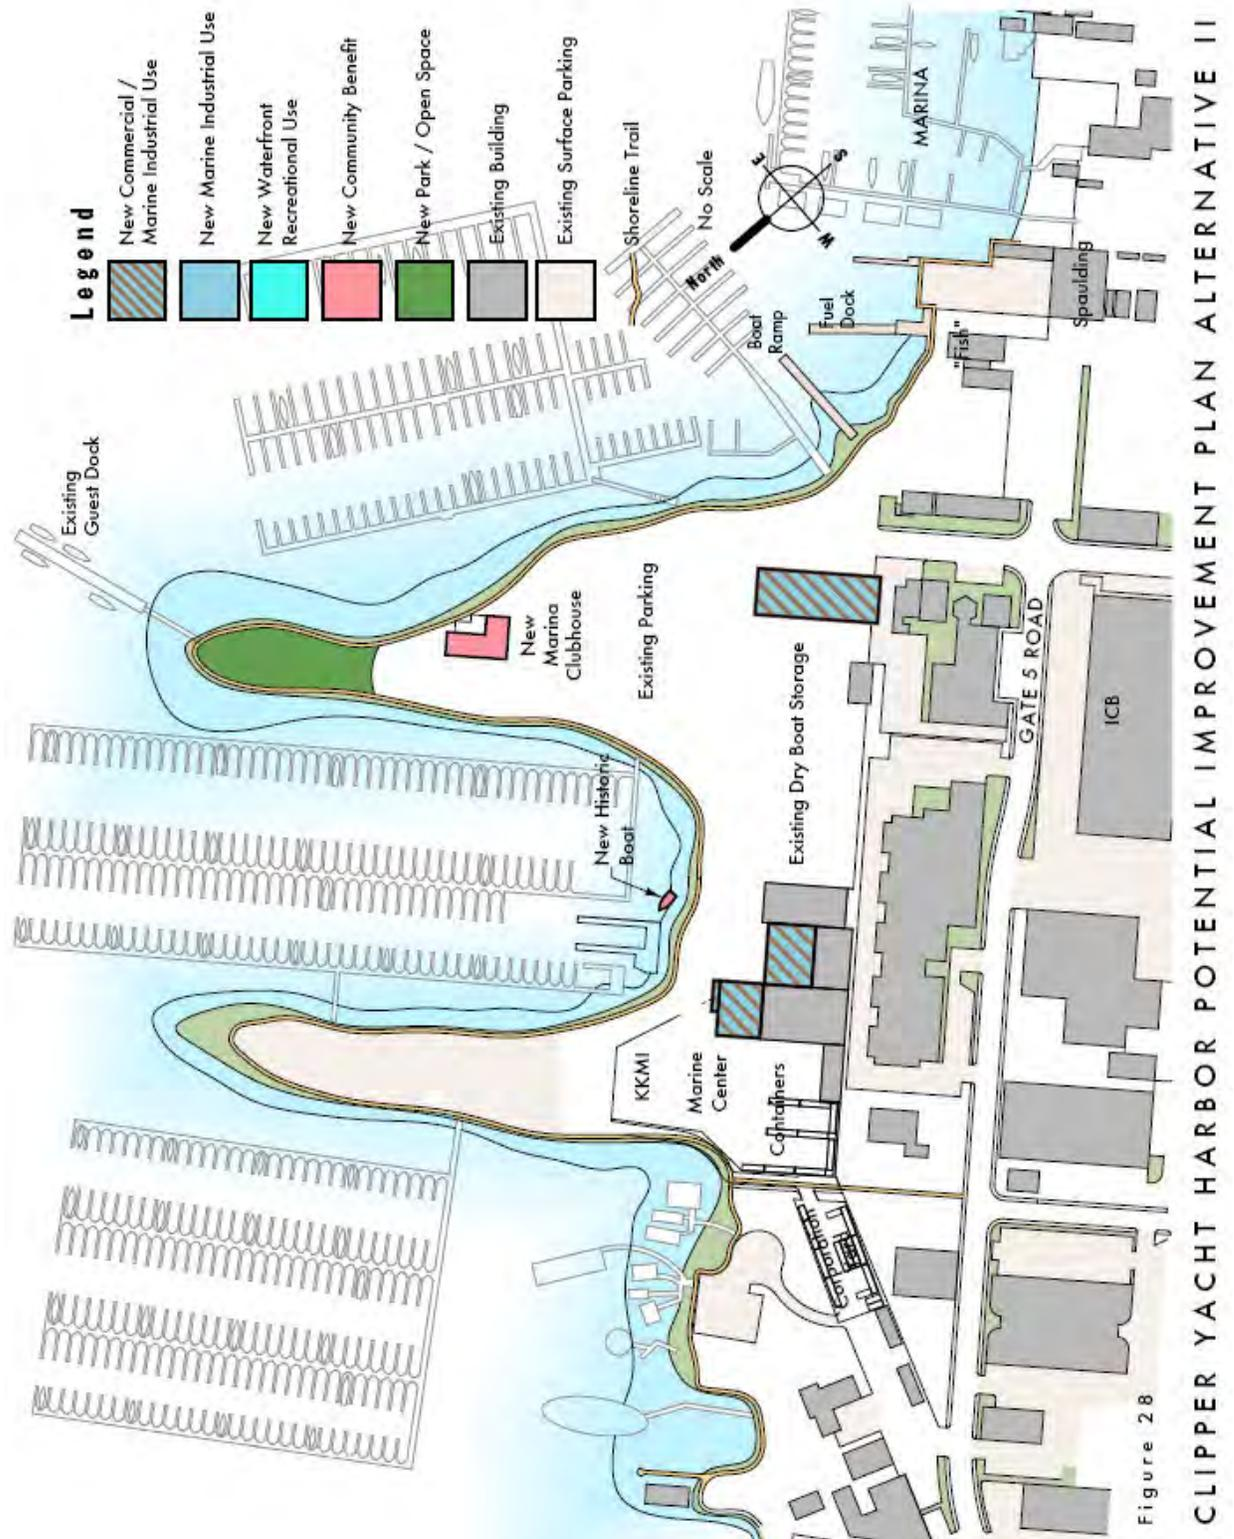 Legend
New Commercial /
Marine Industrial Use
New Marine Industrial Use
New Waterfront
Recreational Use
New Community Benefit
New Park / Open Space
Existing Building
Existing Surface Parking
Shoreline Trail
No Scale
North
E
S
W
MARINA
Existing
Guest Dock
Boat
Ramp
Fuel
Dock
"Fish"
Spaulding
New
Marina
Clubhouse
Existing Parking
New Historic
Boat
Existing Dry Boat Storage
GATE 5 ROAD
ICB
KKMI
Marine
Center
Containers
Corporation
Figure 28
CLIPPER YACHT HARBOR POTENTIAL IMPROVEMENT PLAN ALTERNATIVE II